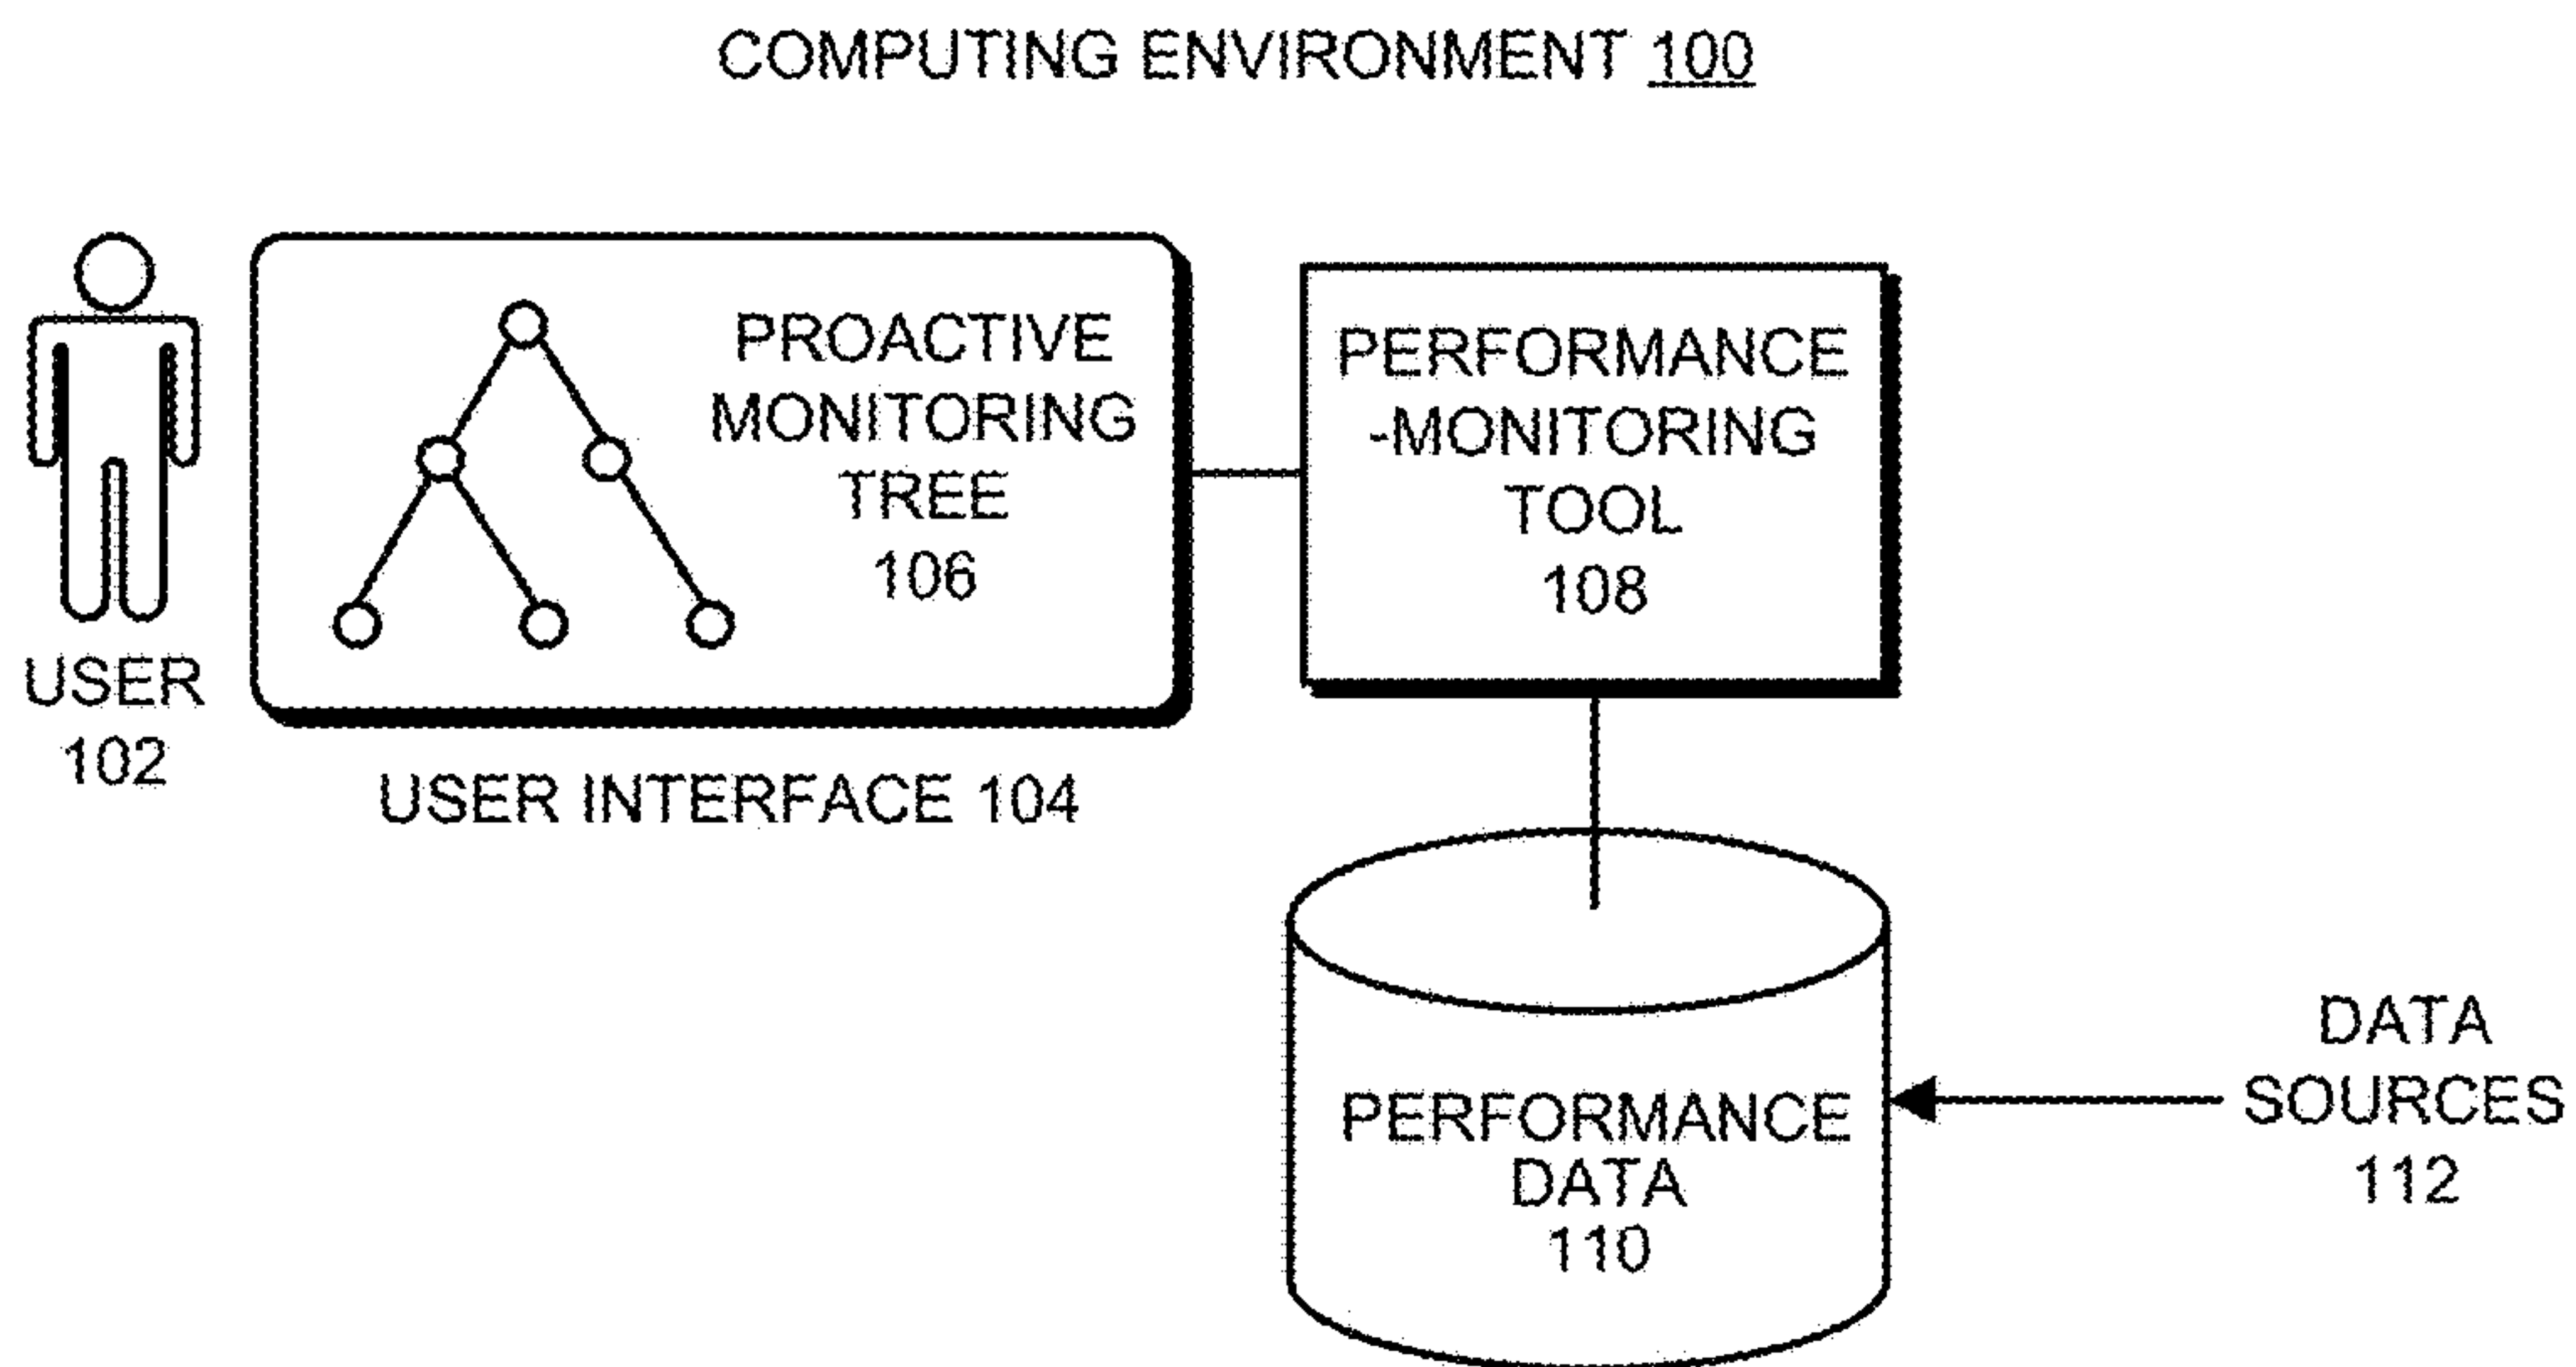 COMPUTING ENVIRONMENT 100
PROACTIVE
MONITORING
TREE
106
USER
102
USER INTERFACE 104
PERFORMANCE
-MONITORING
TOOL
108
PERFORMANCE
DATA
110
DATA
SOURCES
112